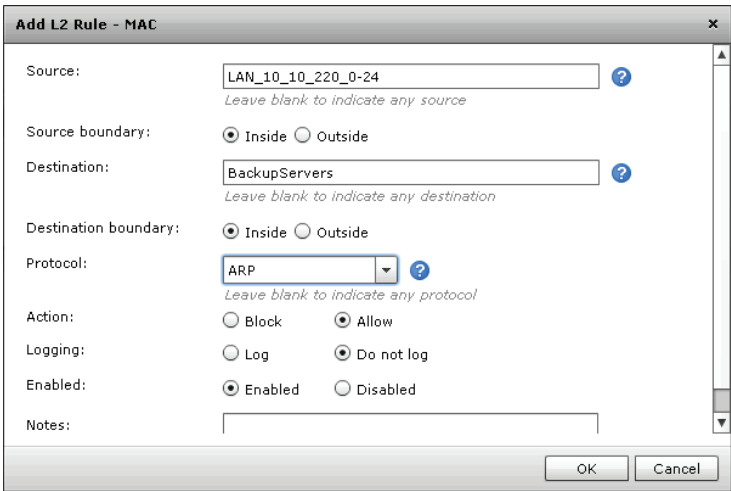 Add L2 Rule - MAC x
Source: LAN_10_10_220_0-24 ?
Leave blank to indicate any source
Source boundary: Inside Outside
Destination: BackupServers ?
Leave blank to indicate any destination
Destination boundary: Inside Outside
Protocol: ARP ?
Leave blank to indicate any protocol
Action: Block Allow
Logging: Log Do not log
Enabled: Enabled Disabled
Notes:
OK Cancel